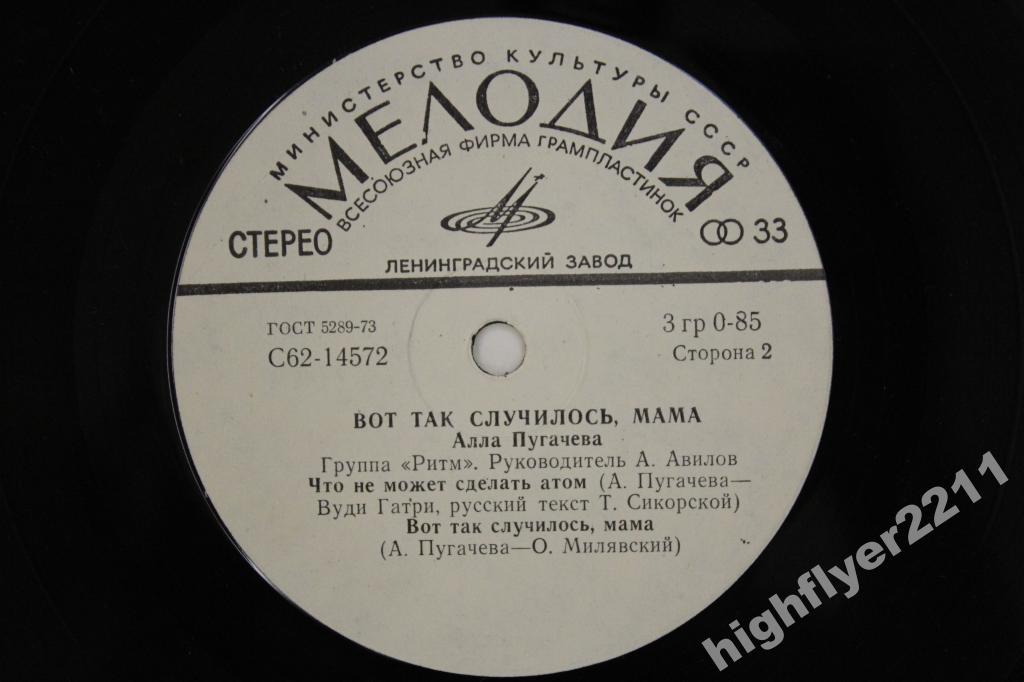 МИНИСТЕРСТВО КУЛЬТУРЫ СССР
МЕЛОДИЯ
ВСЕСОЮЗНАЯ ФИРМА ГРАМПЛАСТИНОК
СТЕРЕО
33
ЛЕНИНГРАДСКИЙ ЗАВОД
ГОСТ 5289-73
3 гр 0-85
С62-14572
Сторона 2
ВОТ ТАК СЛУЧИЛОСЬ, МАМА
Алла Пугачева
Группа «Ритм». Руководитель А. Авилов
Что не может сделать атом (А. Пугачева—
Вуди Гатри, русский текст Т. Сикорской)
Вот так случилось, мама
(А. Пугачева—О. Милявский)
highflyer2211